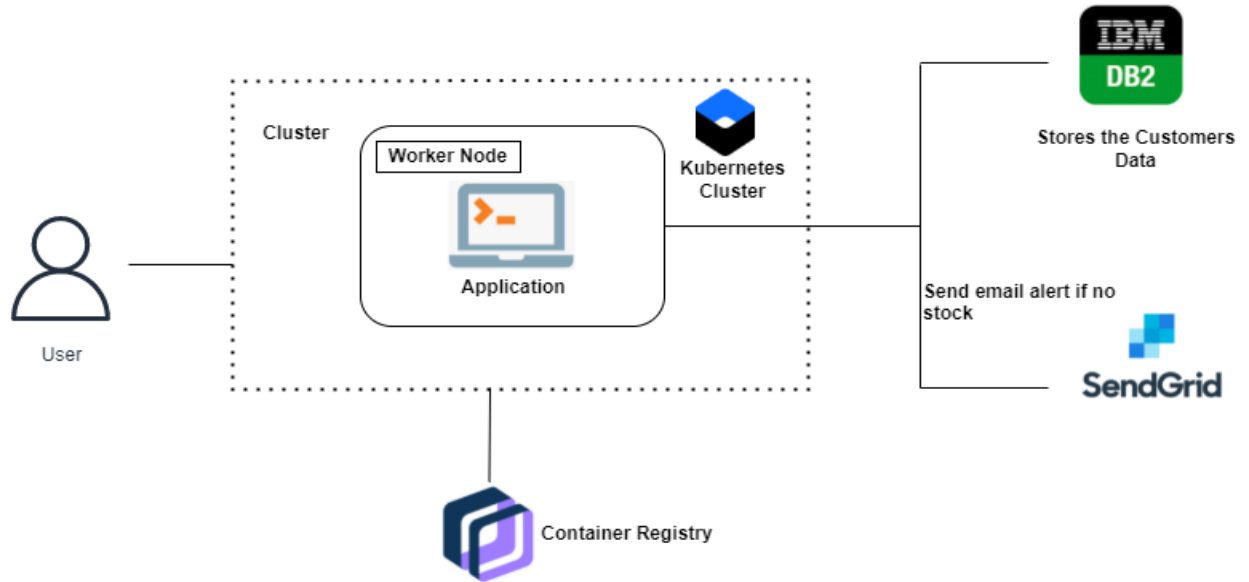 IBM
DB2
Stores the Customers
Data
Cluster
Worker Node
Kubernetes
Cluster
Application
User
Send email alert if no
stock
SendGrid
Container Registry